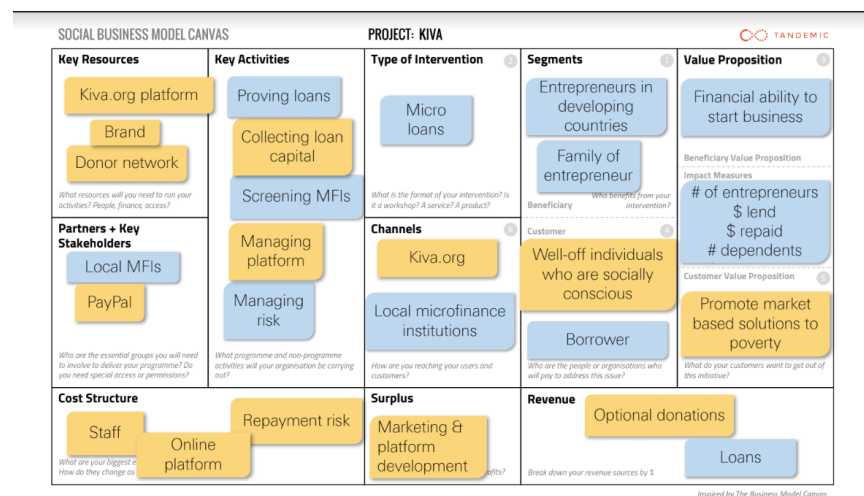 SOCIAL BUSINESS MODEL CANVAS
PROJECT: KIVA
TANDEMIC
Key Resources
Kiva.org platform
Brand
Donor network
What resources will you need to run your
activities? People, finance, access?
Partners + Key
Stakeholders
Local MFIs
PayPal
Who are the essential groups you will need
to involve to deliver your programme? Do
you need special access or permissions?
Key Activities
Proving loans
Collecting loan
capital
Screening MFIs
Managing
platform
Managing
risk
What programme and non-programme
activities will your organisation be carrying
out?
Type of Intervention
2
Micro
loans
What is the format of your intervention? Is
it a workshop? A service? A product?
Channels
6
Kiva.org
Local microfinance
institutions
How are you reaching your users and
customers?
Segments
1
Entrepreneurs in
developing
countries
Family of
entrepreneur
Who benefits from your
intervention?
Beneficiary
Customer
4
Well-off individuals
who are socially
conscious
Borrower
Who are the people or organisations who
will pay to address this issue?
Value Proposition
3
Financial ability to
start business
Beneficiary Value Proposition
Impact Measures
# of entrepreneurs
$ lend
$ repaid
# dependents
Customer Value Proposition
5
Promote market
based solutions to
poverty
What do your customers want to get out of
this initiative?
Cost Structure
Staff
Online
platform
Repayment risk
What are your biggest
How do they change as
Surplus
Marketing &
platform
development
Revenue
Optional donations
Loans
Break down your revenue sources by %
Inspired by The Business Model Canvas